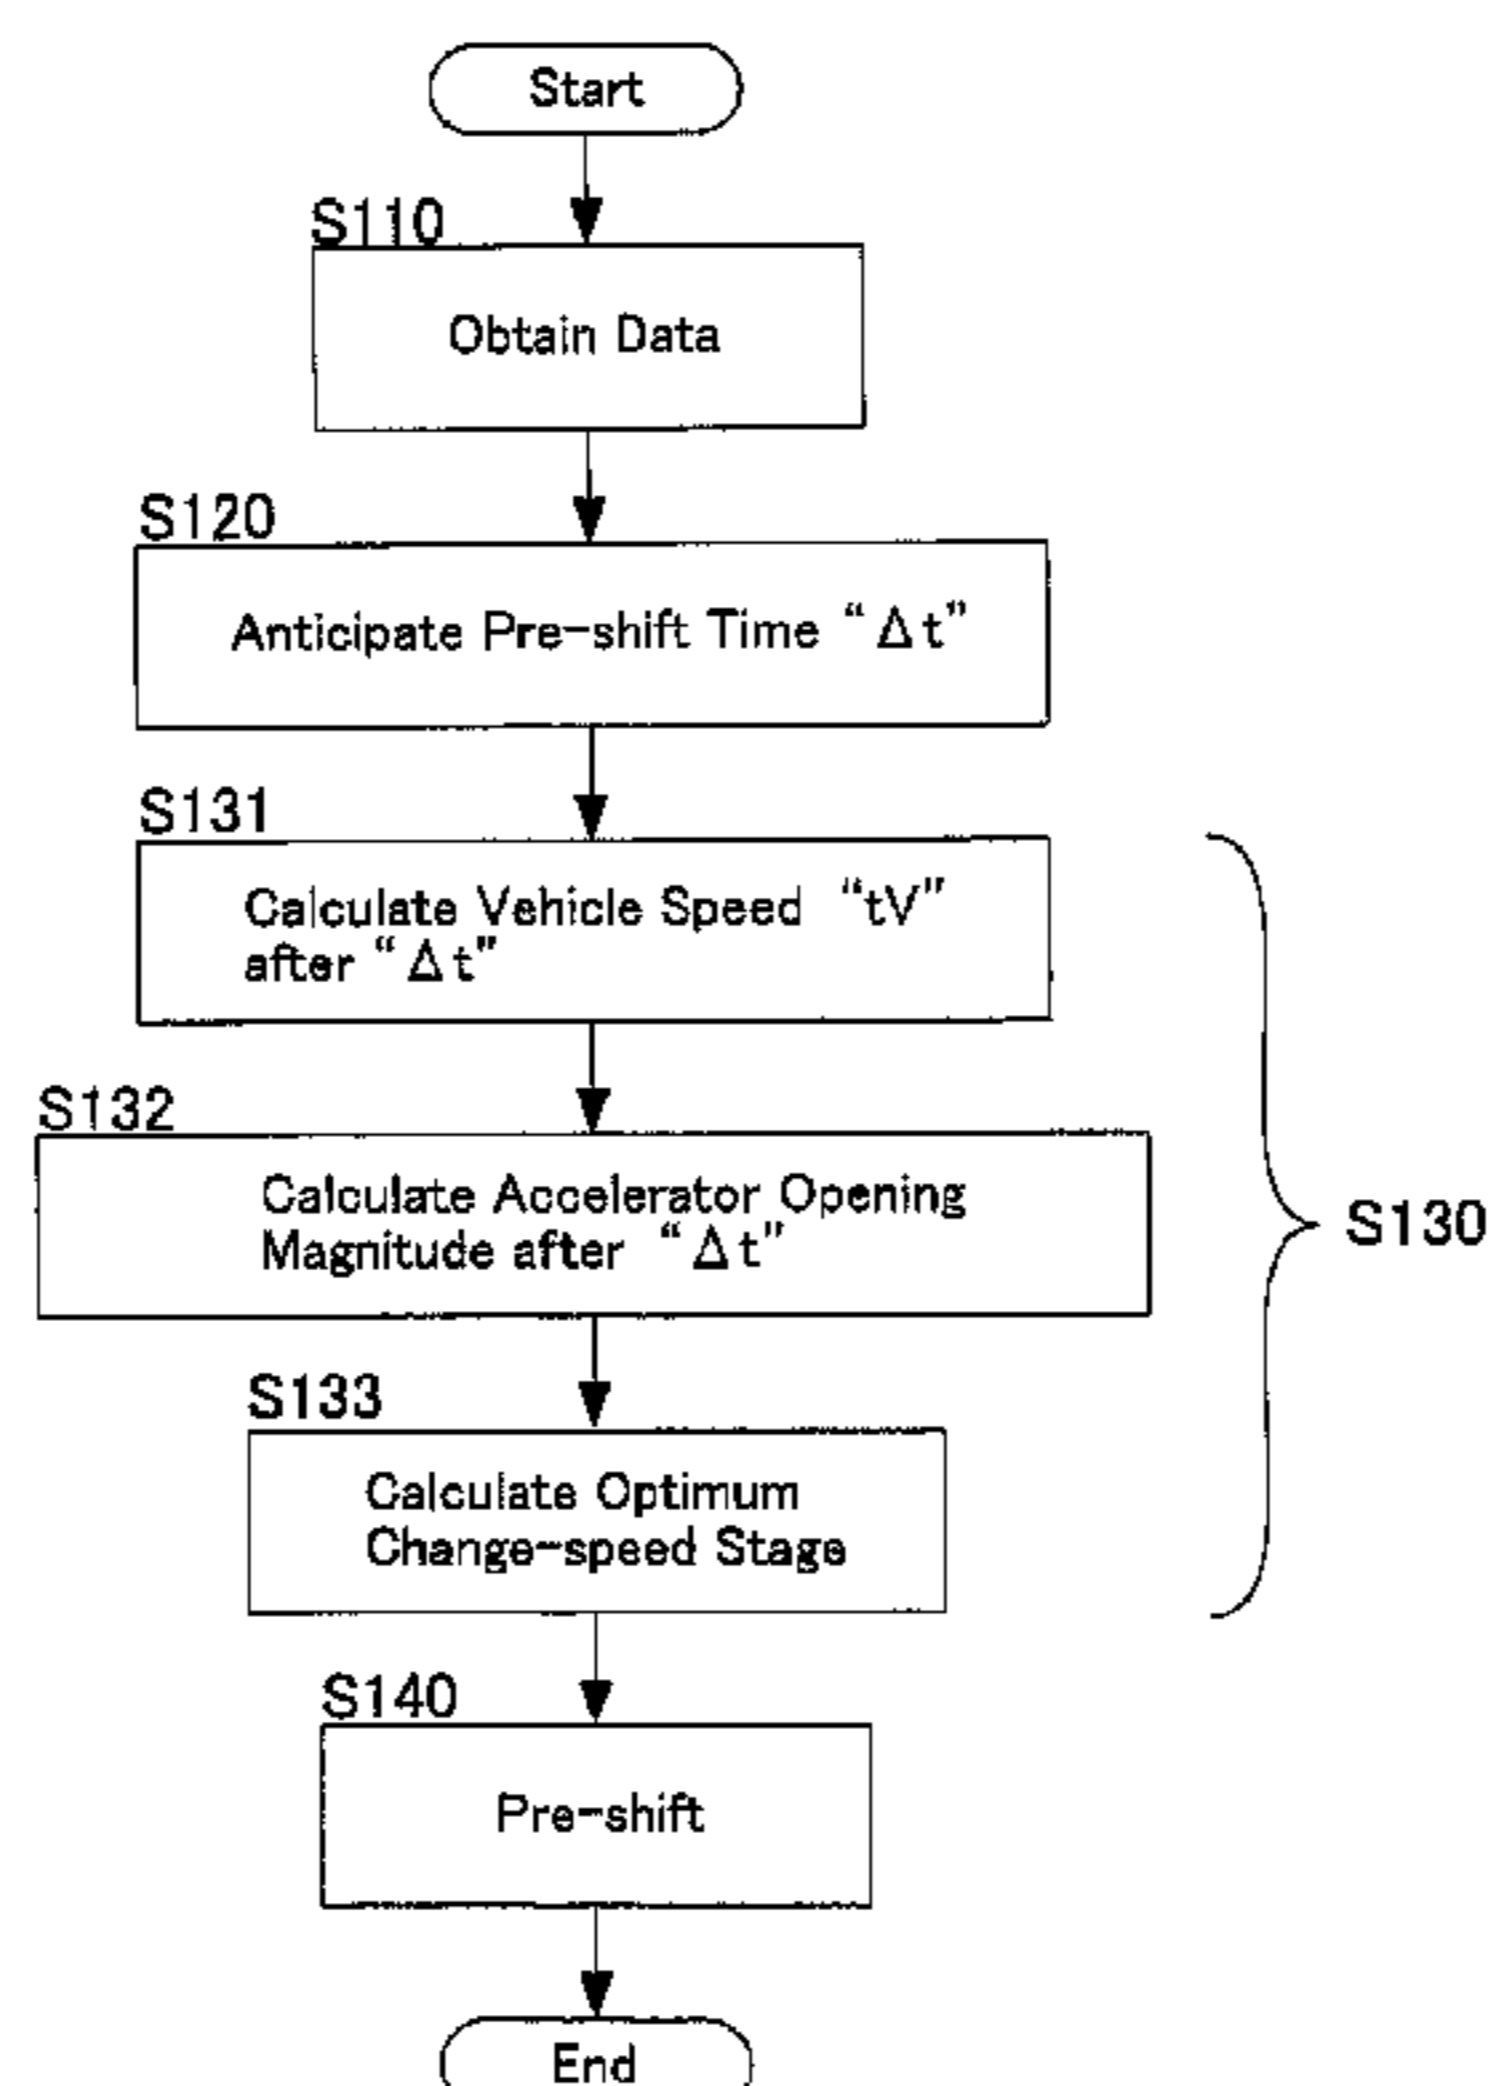 Start
S110
Obtain Data
S120
Anticipate Pre-shift Time “Δt”
S131
Calculate Vehicle Speed “tV”
after “Δt”
S132
Calculate Accelerator Opening
Magnitude after “Δt”
S130
S133
Calculate Optimum
Change-speed Stage
S140
Pre-shift
End